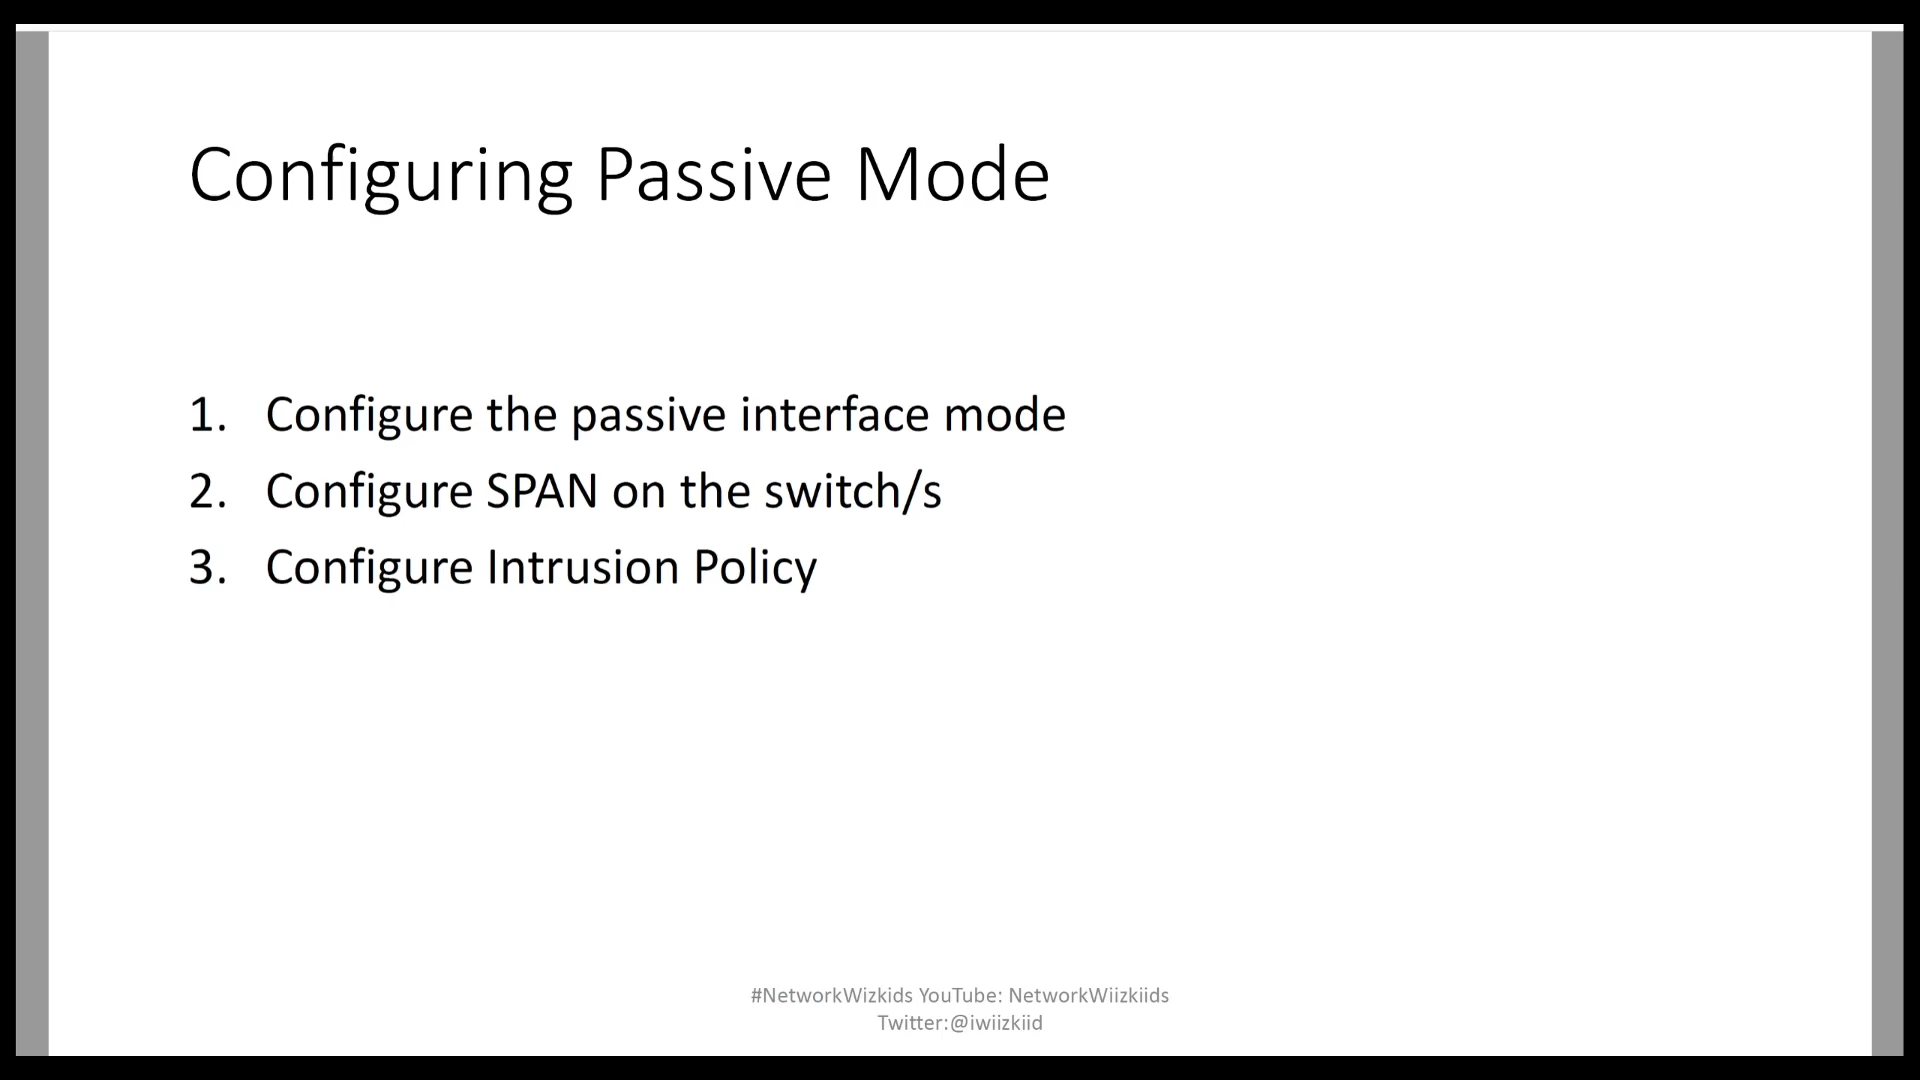 Configuring Passive Mode
1. Configure the passive interface mode
2. Configure SPAN on the switch/s
3. Configure Intrusion Policy
#NetworkWizkids YouTube: NetworkWiizkiids
Twitter:@iwiizkiid